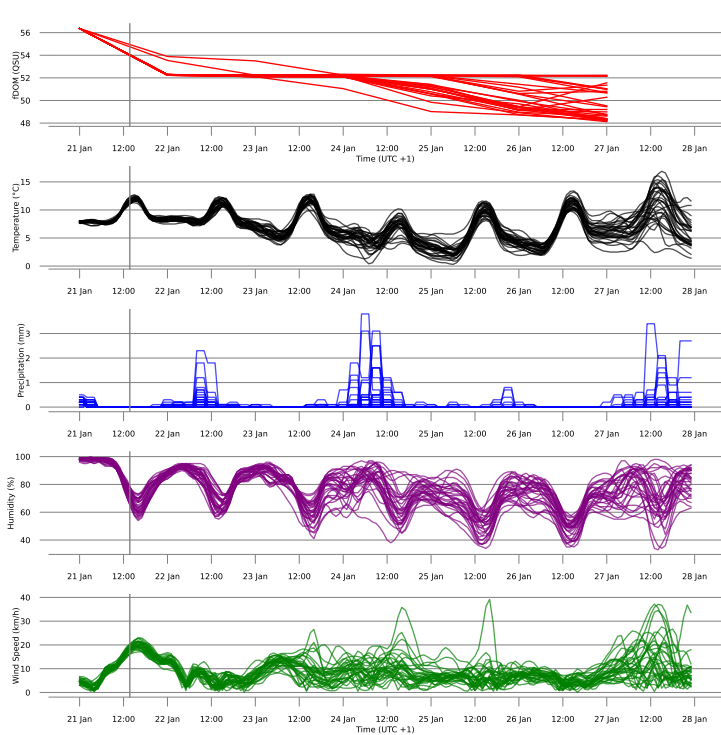 56
54
52
50
48
fDOM (QSU)
21 Jan 12:00 22 Jan 12:00 23 Jan 12:00 24 Jan 12:00 25 Jan 12:00 26 Jan 12:00 27 Jan 12:00 28 Jan
Time (UTC +1)
15
10
5
0
Temperature (°C)
21 Jan 12:00 22 Jan 12:00 23 Jan 12:00 24 Jan 12:00 25 Jan 12:00 26 Jan 12:00 27 Jan 12:00 28 Jan
3
2
1
0
Precipitation (mm)
21 Jan 12:00 22 Jan 12:00 23 Jan 12:00 24 Jan 12:00 25 Jan 12:00 26 Jan 12:00 27 Jan 12:00 28 Jan
100
80
60
40
Humidity (%)
21 Jan 12:00 22 Jan 12:00 23 Jan 12:00 24 Jan 12:00 25 Jan 12:00 26 Jan 12:00 27 Jan 12:00 28 Jan
40
30
20
10
0
Wind Speed (km/h)
21 Jan 12:00 22 Jan 12:00 23 Jan 12:00 24 Jan 12:00 25 Jan 12:00 26 Jan 12:00 27 Jan 12:00 28 Jan
Time (UTC +1)